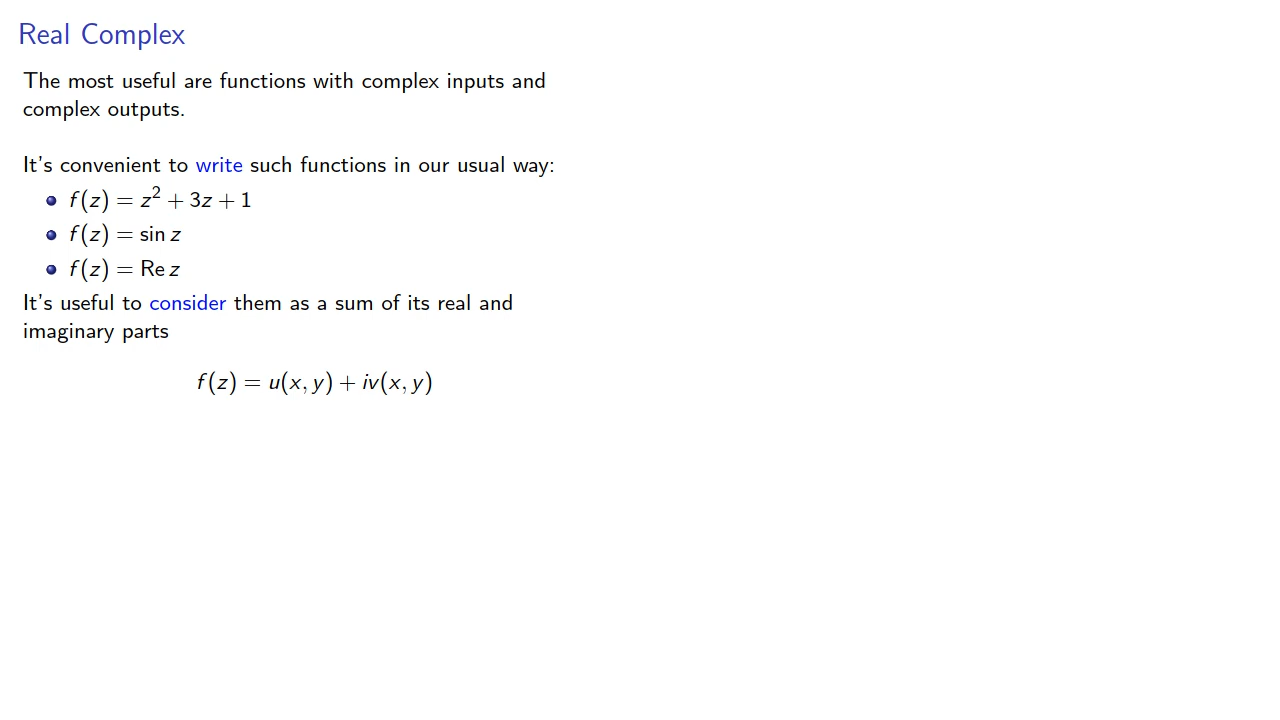 Real Complex
The most useful are functions with complex inputs and
complex outputs.
It's convenient to write such functions in our usual way:
f(z) = z² + 3z + 1
f(z) = sin z
f(z) = Re z
It's useful to consider them as a sum of its real and
imaginary parts
f(z) = u(x, y) + iv(x, y)